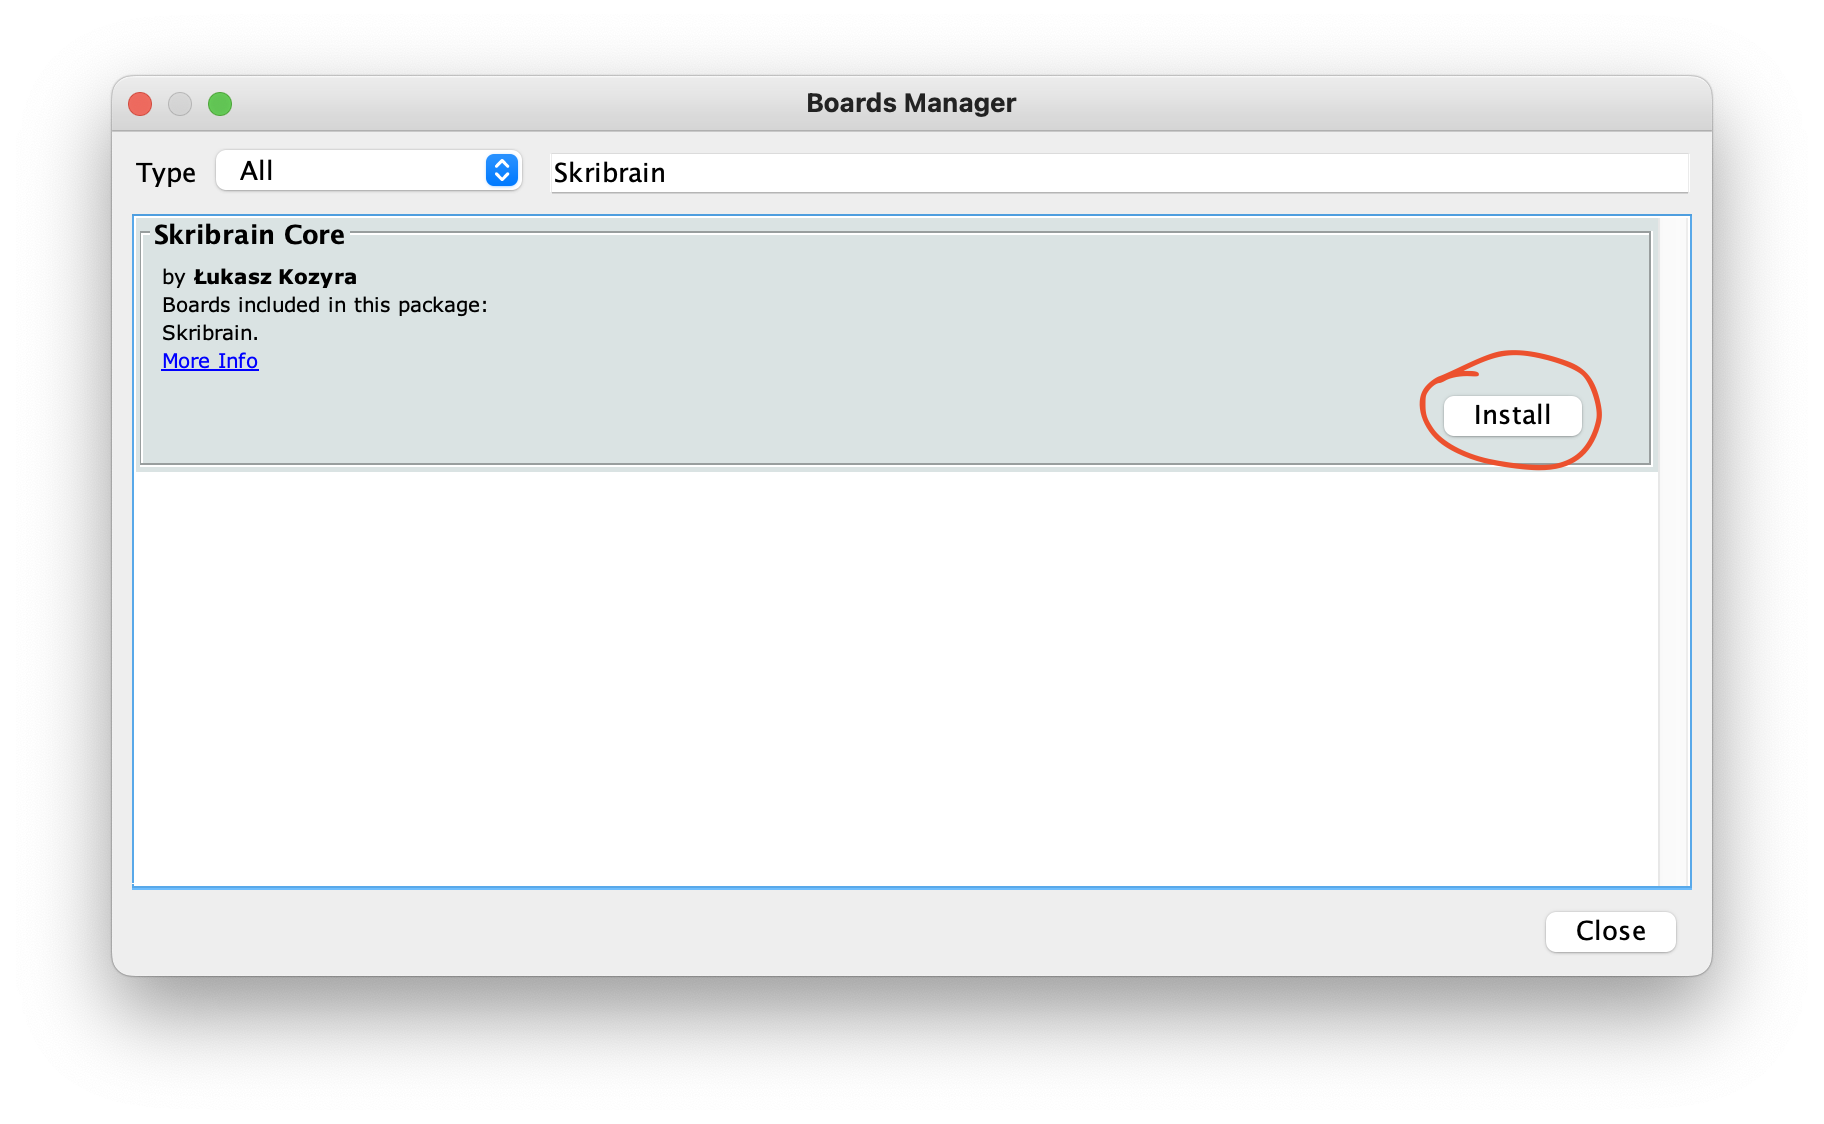 Boards Manager
Type All Skribrain
Skribrain Core
by Łukasz Kozyra
Boards included in this package:
Skribrain.
More Info
Install
Close